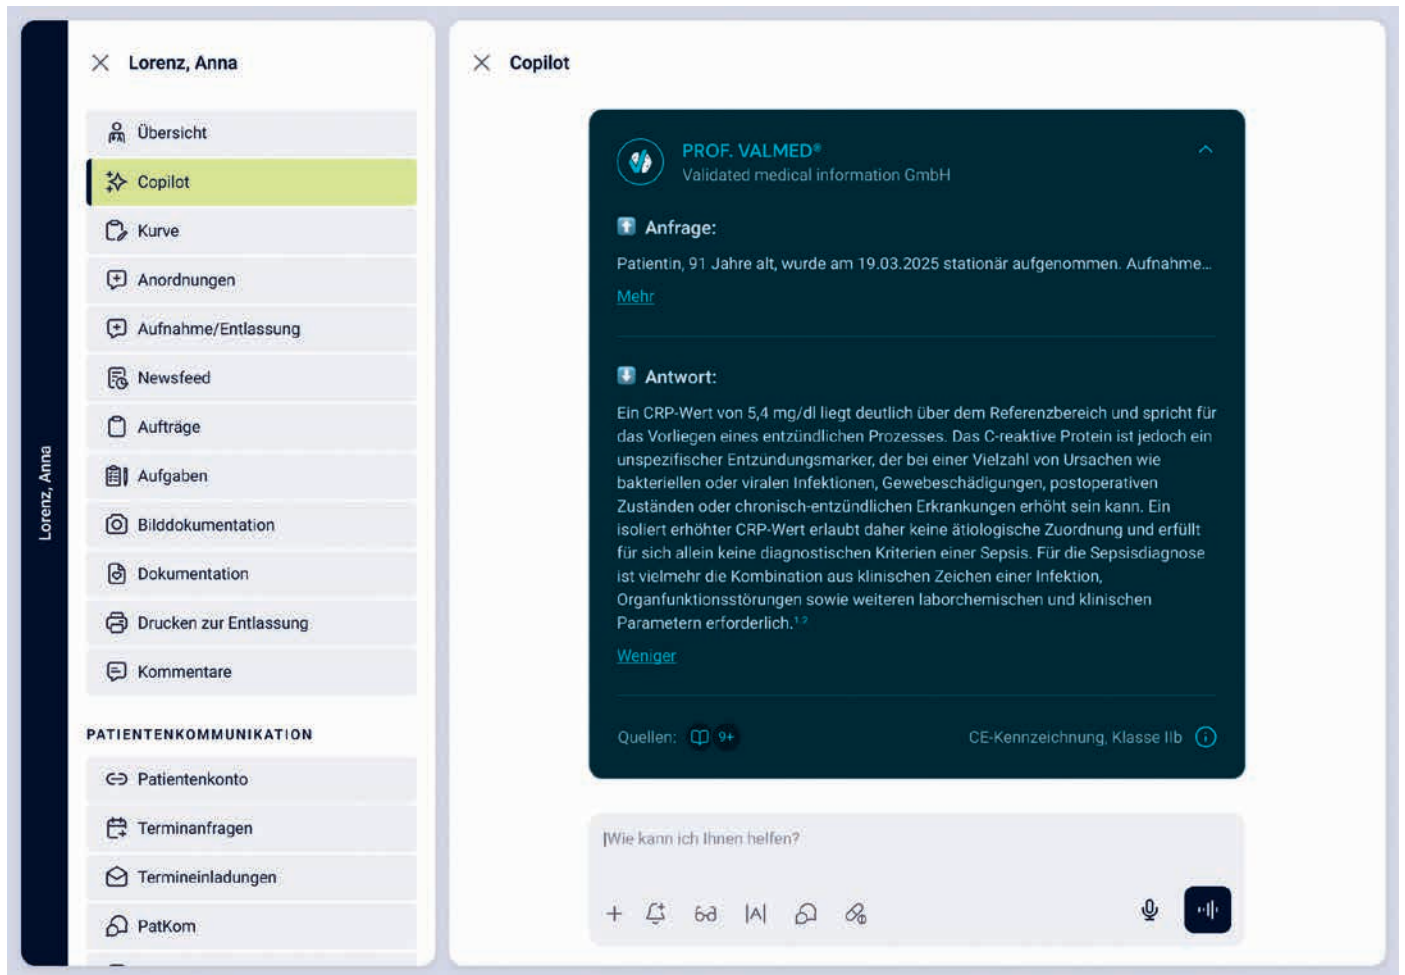 Lorenz, Anna
Lorenz, Anna
Übersicht
Copilot
Kurve
Anordnungen
Aufnahme/Entlassung
Newsfeed
Aufträge
Aufgaben
Bilddokumentation
Dokumentation
Drucken zur Entlassung
Kommentare
PATIENTENKOMMUNIKATION
Patientenkonto
Terminanfragen
Termineinladungen
PatKom
Copilot
PROF. VALMED®
Validated medical information GmbH
Anfrage:
Patientin, 91 Jahre alt, wurde am 19.03.2025 stationär aufgenommen. Aufnahme...
Mehr
Antwort:
Ein CRP-Wert von 5,4 mg/dl liegt deutlich über dem Referenzbereich und spricht für
das Vorliegen eines entzündlichen Prozesses. Das C-reaktive Protein ist jedoch ein
unspezifischer Entzündungsmarker, der bei einer Vielzahl von Ursachen wie
bakteriellen oder viralen Infektionen, Gewebeschädigungen, postoperativen
Zuständen oder chronisch-entzündlichen Erkrankungen erhöht sein kann. Ein
isoliert erhöhter CRP-Wert erlaubt daher keine ätiologische Zuordnung und erfüllt
für sich allein keine diagnostischen Kriterien einer Sepsis. Für die Sepsisdiagnose
ist vielmehr die Kombination aus klinischen Zeichen einer Infektion,
Organfunktionsstörungen sowie weiteren laborchemischen und klinischen
Parametern erforderlich.¹˒²
Weniger
Quellen: 9+
CE-Kennzeichnung, Klasse IIb
Wie kann ich Ihnen helfen?
|A|